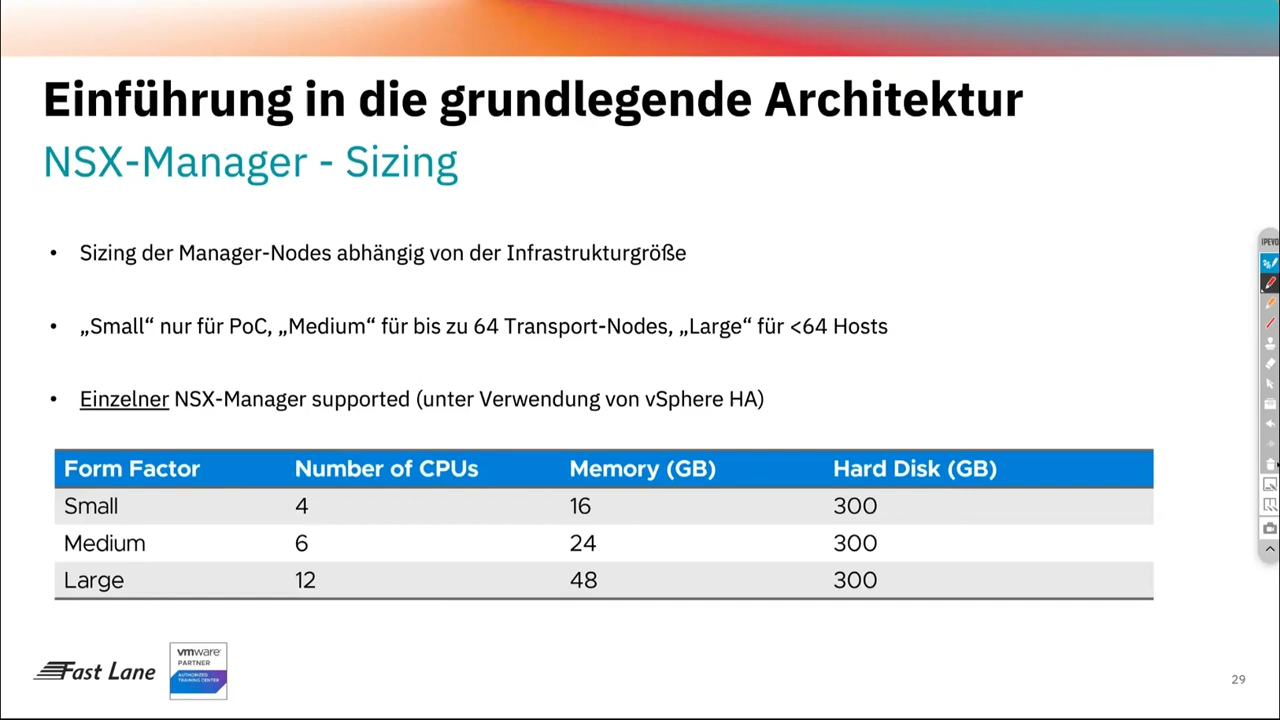 Einführung in die grundlegende Architektur
NSX-Manager - Sizing
• Sizing der Manager-Nodes abhängig von der Infrastrukturgröße
• „Small“ nur für PoC, „Medium“ für bis zu 64 Transport-Nodes, „Large“ für <64 Hosts
• Einzelner NSX-Manager supported (unter Verwendung von vSphere HA)
Form Factor Number of CPUs Memory (GB) Hard Disk (GB)
Small 4 16 300
Medium 6 24 300
Large 12 48 300
Fast Lane
vmware
PARTNER
AUTHORIZED
TRAINING CENTER
29
IPEVO